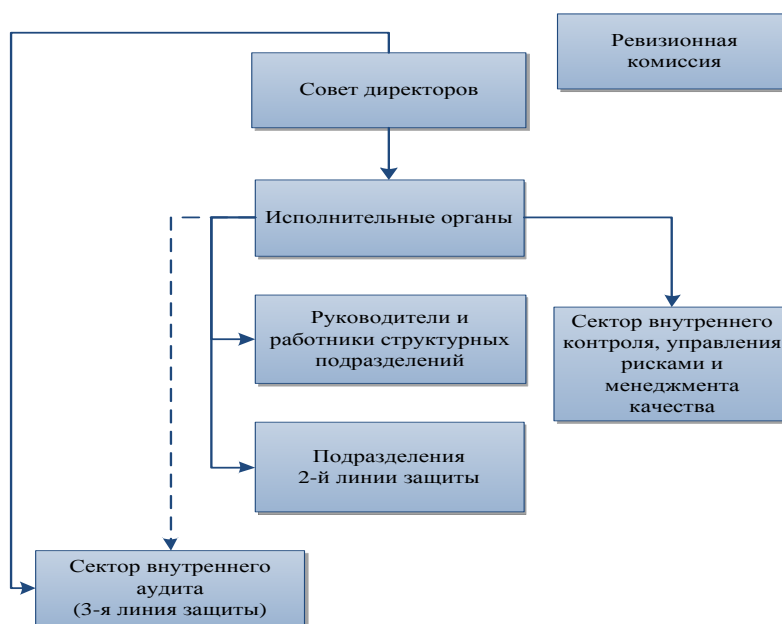 Ревизионная
комиссия
Совет директоров
Исполнительные органы
Руководители и
работники структурных
подразделений
Сектор внутреннего
контроля, управления
рисками и
менеджмента
качества
Подразделения
2-й линии защиты
Сектор внутреннего
аудита
(3-я линия защиты)